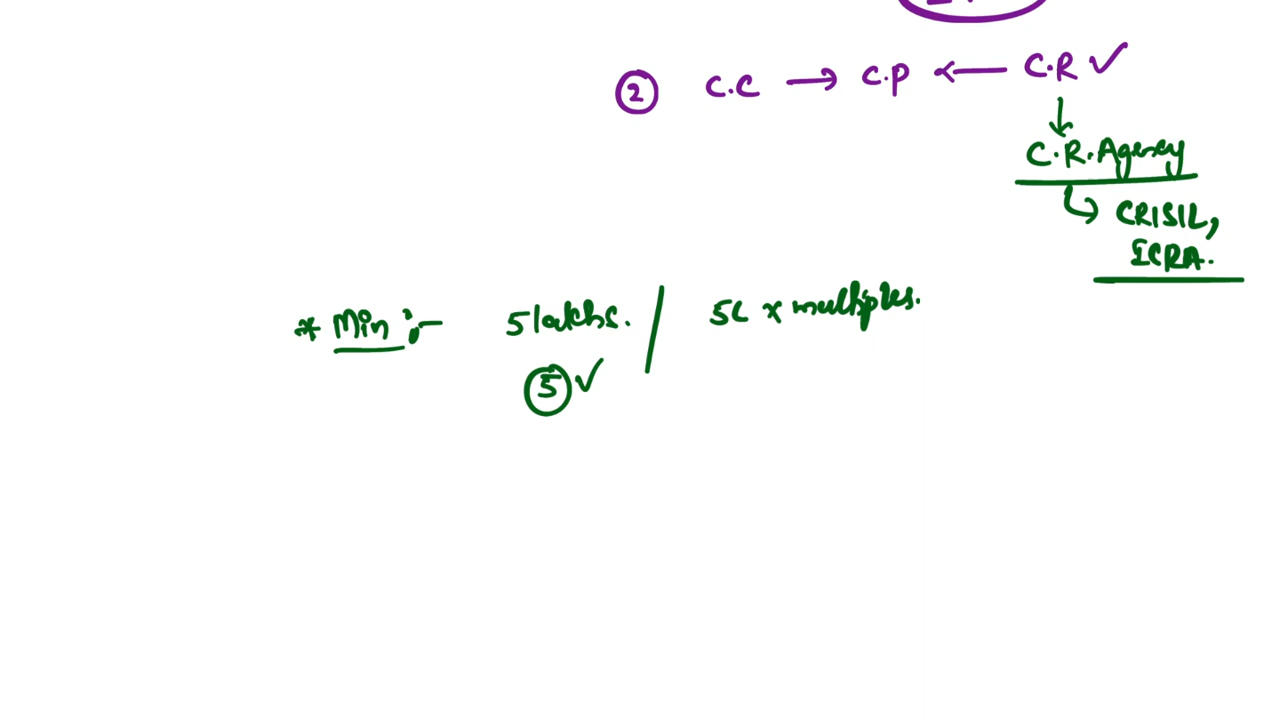 ② C.C → C.P ← C.R ✓
↓
C.R.Agency
↳ CRISIL,
ICRA.
* Min :- 5 lakhs. / 5L x multiples.
⑤ ✓